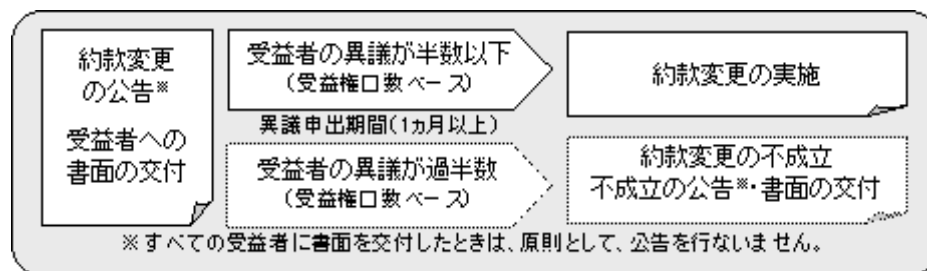 約款変更
の公告※
受益者への
書面の交付
受益者の異議が半数以下
(受益権口数ベース)
約款変更の実施
異議申出期間(1ヵ月以上)
受益者の異議が過半数
(受益権口数ベース)
約款変更の不成立
不成立の公告※・書面の交付
※すべての受益者に書面を交付したときは、原則として、公告を行ないません。